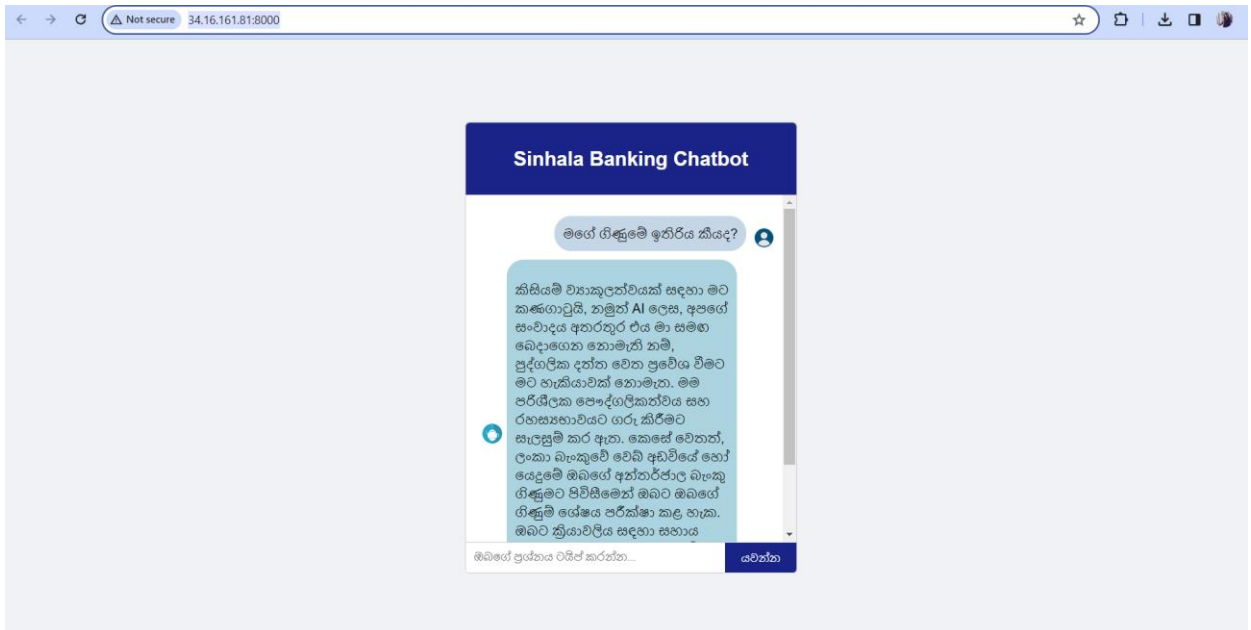 Not secure 34.16.161.81:8000
Sinhala Banking Chatbot
මගේ ගිණුමේ ඉතිරිය කීයද?
කිසියම් ව්‍යාකූලත්වයක් සඳහා මට
කණගාටුයි, නමුත් AI ලෙස, අපගේ
සංවාදය අතරතුර එය මා සමඟ
බෙදාගෙන නොමැති නම්,
පුද්ගලික දත්ත වෙත ප්‍රවේශ වීමට
මට හැකියාවක් නොමැත. මම
පරිශීලක පෞද්ගලිකත්වය සහ
රහස්‍යභාවයට ගරු කිරීමට
සැලසුම් කර ඇත. කෙසේ වෙතත්,
ලංකා බැංකුවේ වෙබ් අඩවියේ හෝ
යෙදුමේ ඔබගේ අන්තර්ජාල බැංකු
ගිණුමට පිවිසීමෙන් ඔබට ඔබගේ
ගිණුම් ශේෂය පරීක්ෂා කළ හැක.
ඔබට ක්‍රියාවලිය සඳහා සහාය
ඔබගේ ප්‍රශ්නය ටයිප් කරන්න...
යවන්න